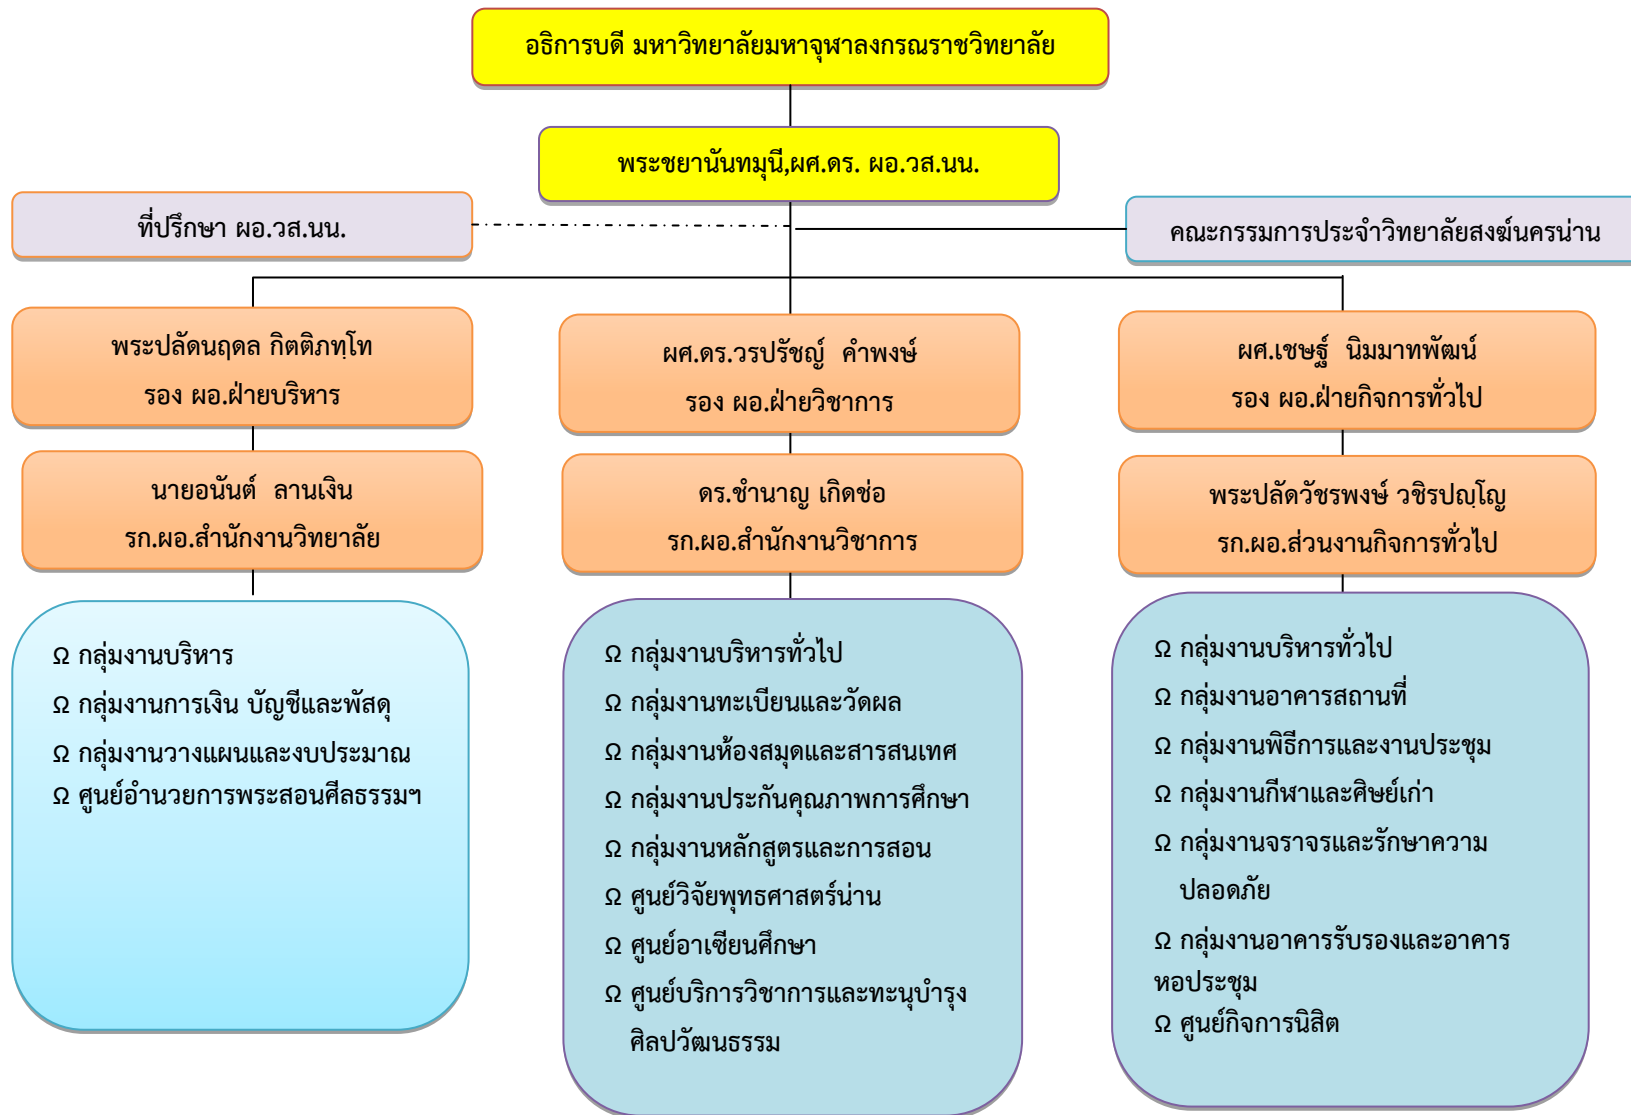 อธิการบดี มหาวิทยาลัยมหาจุฬาลงกรณราชวิทยาลัย
พระชยานันทมุนี,ผศ.ดร. ผอ.วส.นน.
ที่ปรึกษา ผอ.วส.นน.
คณะกรรมการประจำวิทยาลัยสงฆ์นครน่าน
พระปลัดนฤดล กิตติภทฺโท
รอง ผอ.ฝ่ายบริหาร
ผศ.ดร.วรปรัชญ์ คำพงษ์
รอง ผอ.ฝ่ายวิชาการ
ผศ.เชษฐ์ นิมมาทพัฒน์
รอง ผอ.ฝ่ายกิจการทั่วไป
นายอนันต์ ลานเงิน
รก.ผอ.สำนักงานวิทยาลัย
ดร.ชำนาญ เกิดช่อ
รก.ผอ.สำนักงานวิชาการ
พระปลัดวัชรพงษ์ วชิรปญฺโญ
รก.ผอ.ส่วนงานกิจการทั่วไป
Ω กลุ่มงานบริหาร
Ω กลุ่มงานการเงิน บัญชีและพัสดุ
Ω กลุ่มงานวางแผนและงบประมาณ
Ω ศูนย์อำนวยการพระสอนศีลธรรมฯ
Ω กลุ่มงานบริหารทั่วไป
Ω กลุ่มงานทะเบียนและวัดผล
Ω กลุ่มงานห้องสมุดและสารสนเทศ
Ω กลุ่มงานประกันคุณภาพการศึกษา
Ω กลุ่มงานหลักสูตรและการสอน
Ω ศูนย์วิจัยพุทธศาสตร์น่าน
Ω ศูนย์อาเซียนศึกษา
Ω ศูนย์บริการวิชาการและทะนุบำรุง
ศิลปวัฒนธรรม
Ω กลุ่มงานบริหารทั่วไป
Ω กลุ่มงานอาคารสถานที่
Ω กลุ่มงานพิธีการและงานประชุม
Ω กลุ่มงานกีฬาและศิษย์เก่า
Ω กลุ่มงานจราจรและรักษาความ
ปลอดภัย
Ω กลุ่มงานอาคารรับรองและอาคาร
หอประชุม
Ω ศูนย์กิจการนิสิต